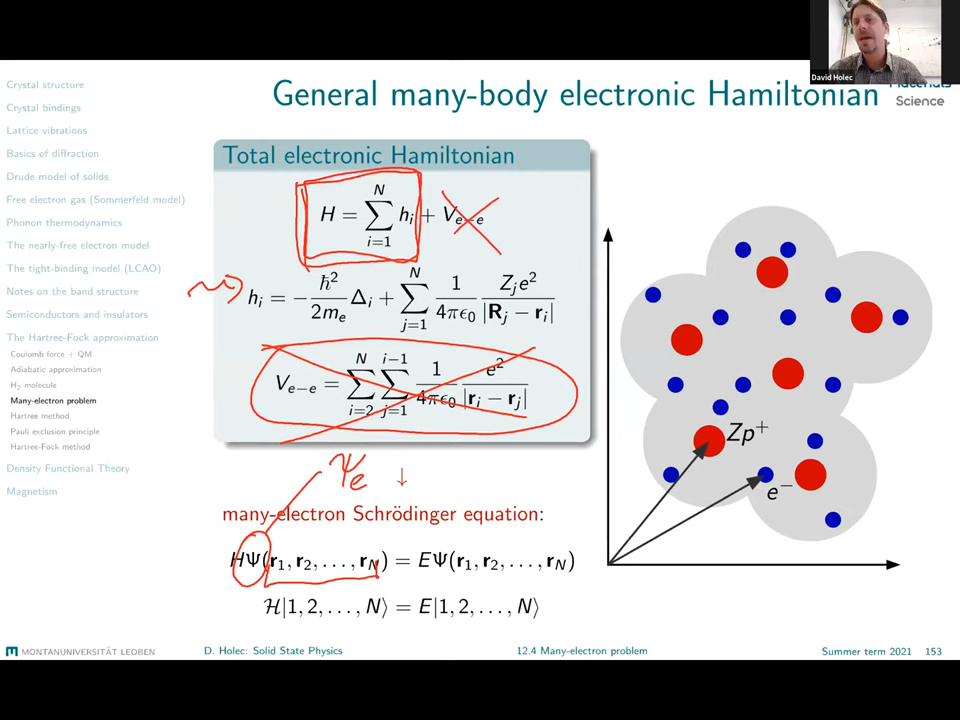 David Holec
General many-body electronic Hamiltonian
Materials
Science
Crystal structure
Crystal bindings
Lattice vibrations
Basics of diffraction
Drude model of solids
Free electron gas (Sommerfeld model)
Phonon thermodynamics
The nearly-free electron model
The tight-binding model (LCAO)
Notes on the band structure
Semiconductors and insulators
The Hartree-Fock approximation
Coulomb force + QM
Adiabatic approximation
H₂ molecule
Many-electron problem
Hartree method
Pauli exclusion principle
Hartree-Fock method
Density Functional Theory
Magnetism
Total electronic Hamiltonian
H = ∑_{i=1}^{N} h_i + V_{e−e}
h_i = −ħ²/2m_e Δ_i + ∑_{j=1}^{N} 1/4πϵ₀ Z_j e²/|R_j − r_i|
V_{e−e} = ∑_{i=2}^{N} ∑_{j=1}^{i−1} 1/4πϵ₀ e²/|r_i − r_j|
Ψ_e ↓
many-electron Schrödinger equation:
HΨ(r₁, r₂, . . . , r_N) = EΨ(r₁, r₂, . . . , r_N)
ℋ|1, 2, . . . , N⟩ = E|1, 2, . . . , N⟩
Zp⁺
e⁻
MONTANUNIVERSITÄT LEOBEN
D. Holec: Solid State Physics
12.4 Many-electron problem
Summer term 2021 153